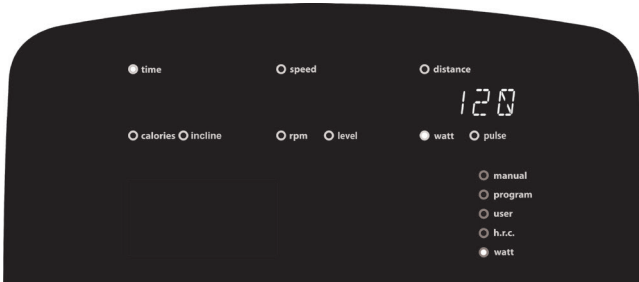 time speed distance
120
calories incline rpm level watt pulse
manual
program
user
h.r.c.
watt